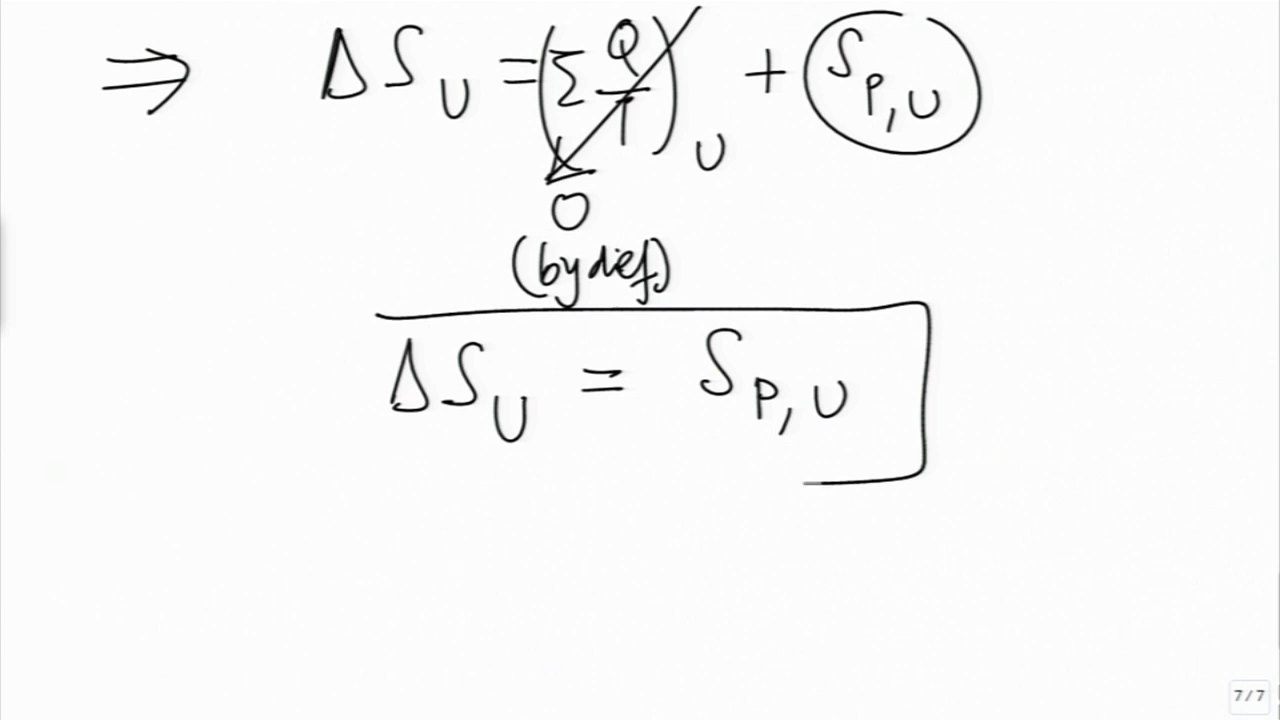 ⇒ ΔS_U = (Σ Q/T)_U + S_P,U
0
(by def)
ΔS_U = S_P,U
7/7